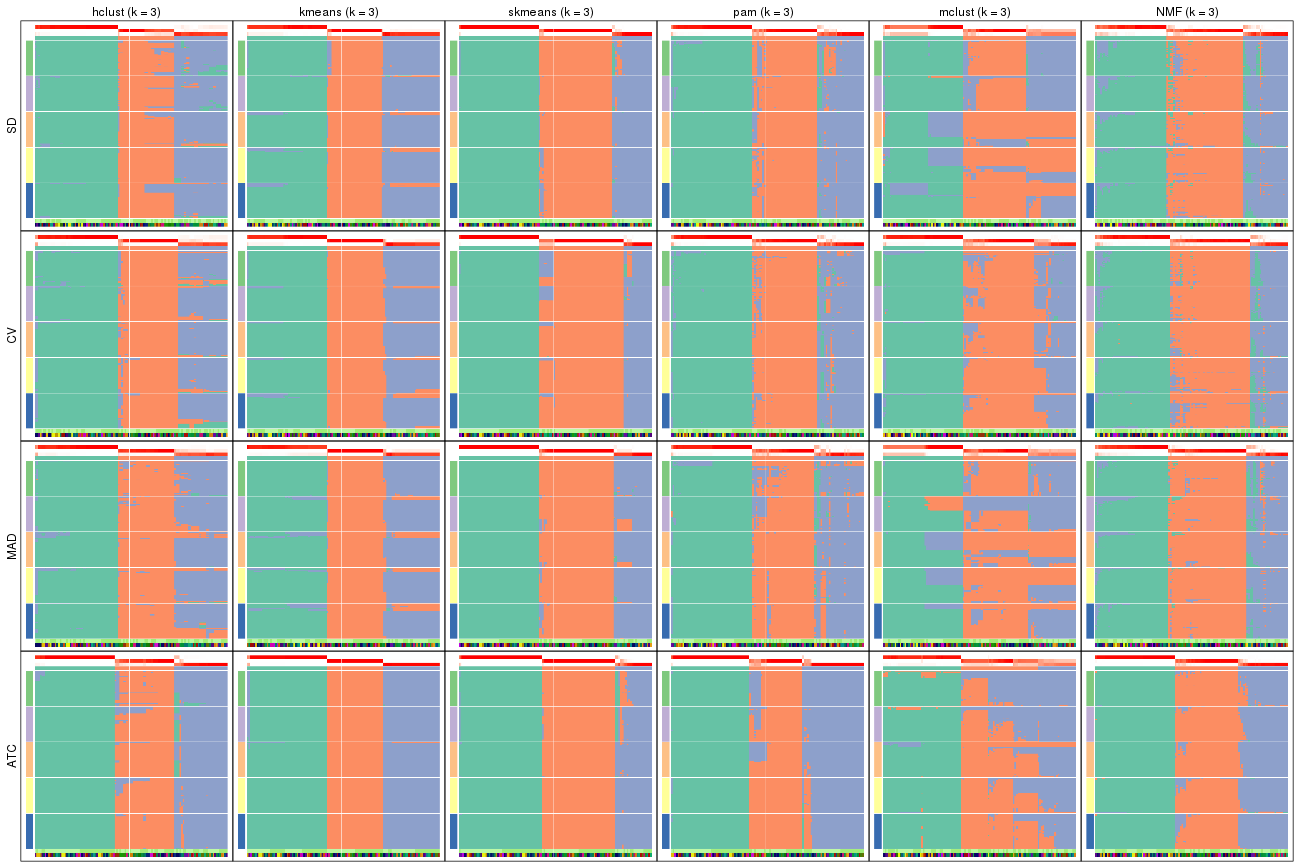 hclust (k = 3) kmeans (k = 3) skmeans (k = 3) pam (k = 3) mclust (k = 3) NMF (k = 3)
SD
CV
MAD
ATC